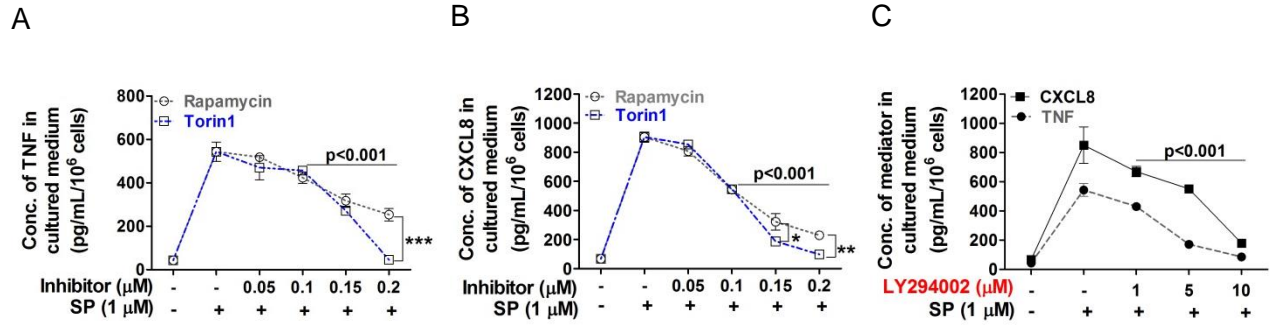 A
Conc. of TNF in
cultured medium
(pg/mL/10⁶ cells)
800
600
400
200
0
Rapamycin
Torin1
p<0.001
***
Inhibitor (μM) - - 0.05 0.1 0.15 0.2
SP (1 μM) - + + + + +
B
Conc. of CXCL8 in
cultured medium
(pg/mL/10⁶ cells)
1200
1000
800
600
400
200
0
Rapamycin
Torin1
p<0.001
*
**
Inhibitor (μM) - - 0.05 0.1 0.15 0.2
SP (1 μM) - + + + + +
C
Conc. of mediator in
cultured medium
(pg/mL/10⁶ cells)
1200
1000
800
600
400
200
0
CXCL8
TNF
p<0.001
LY294002 (μM) - - 1 5 10
SP (1 μM) - + + + +